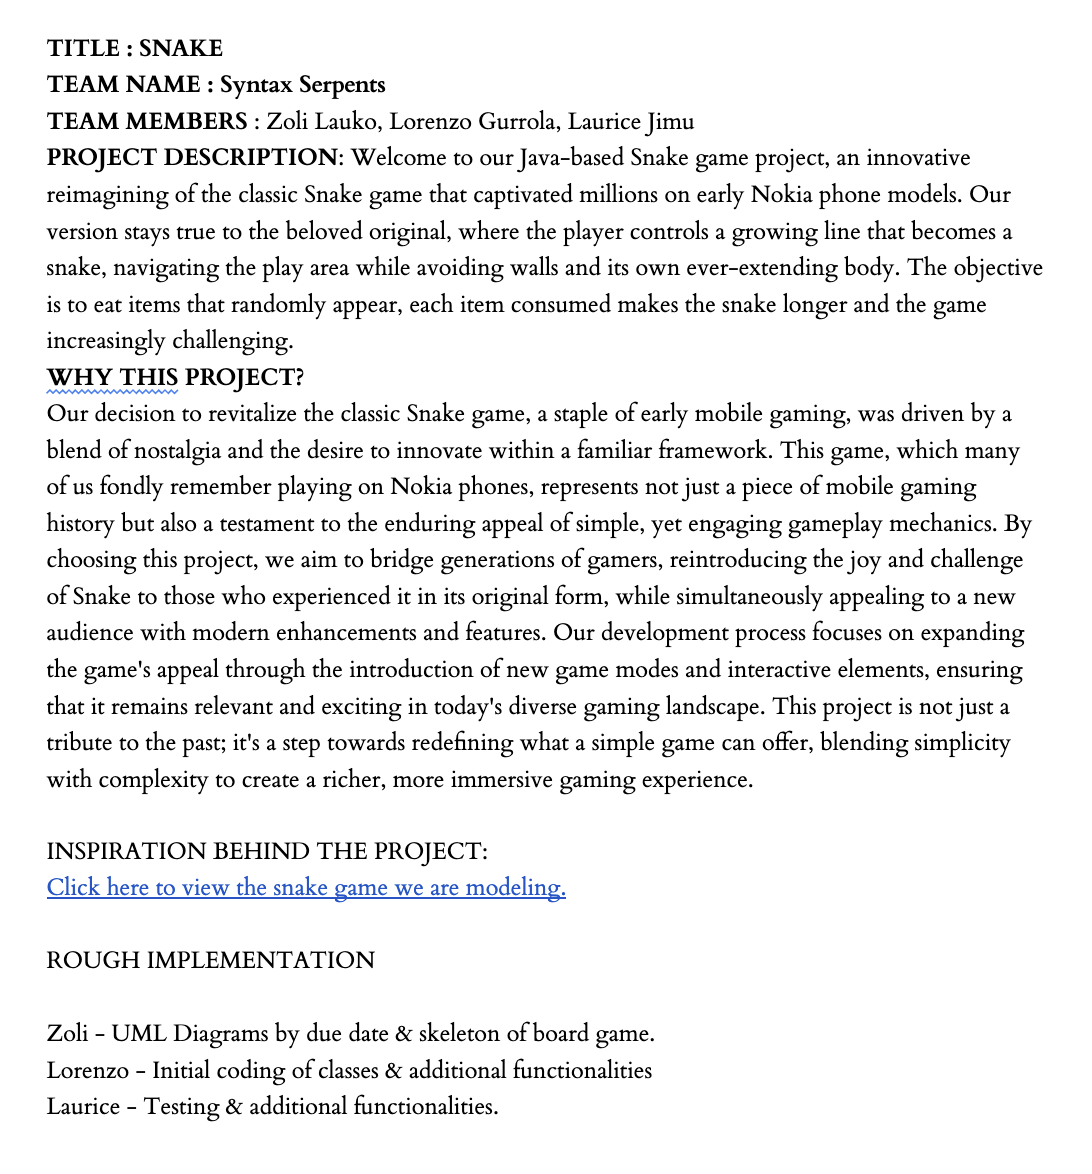 TITLE : SNAKE
TEAM NAME : Syntax Serpents
TEAM MEMBERS : Zoli Lauko, Lorenzo Gurrola, Laurice Jimu
PROJECT DESCRIPTION: Welcome to our Java-based Snake game project, an innovative
reimagining of the classic Snake game that captivated millions on early Nokia phone models. Our
version stays true to the beloved original, where the player controls a growing line that becomes a
snake, navigating the play area while avoiding walls and its own ever-extending body. The objective
is to eat items that randomly appear, each item consumed makes the snake longer and the game
increasingly challenging.
WHY THIS PROJECT?
Our decision to revitalize the classic Snake game, a staple of early mobile gaming, was driven by a
blend of nostalgia and the desire to innovate within a familiar framework. This game, which many
of us fondly remember playing on Nokia phones, represents not just a piece of mobile gaming
history but also a testament to the enduring appeal of simple, yet engaging gameplay mechanics. By
choosing this project, we aim to bridge generations of gamers, reintroducing the joy and challenge
of Snake to those who experienced it in its original form, while simultaneously appealing to a new
audience with modern enhancements and features. Our development process focuses on expanding
the game's appeal through the introduction of new game modes and interactive elements, ensuring
that it remains relevant and exciting in today's diverse gaming landscape. This project is not just a
tribute to the past; it's a step towards redefining what a simple game can offer, blending simplicity
with complexity to create a richer, more immersive gaming experience.
INSPIRATION BEHIND THE PROJECT:
Click here to view the snake game we are modeling.
ROUGH IMPLEMENTATION
Zoli - UML Diagrams by due date & skeleton of board game.
Lorenzo - Initial coding of classes & additional functionalities
Laurice - Testing & additional functionalities.